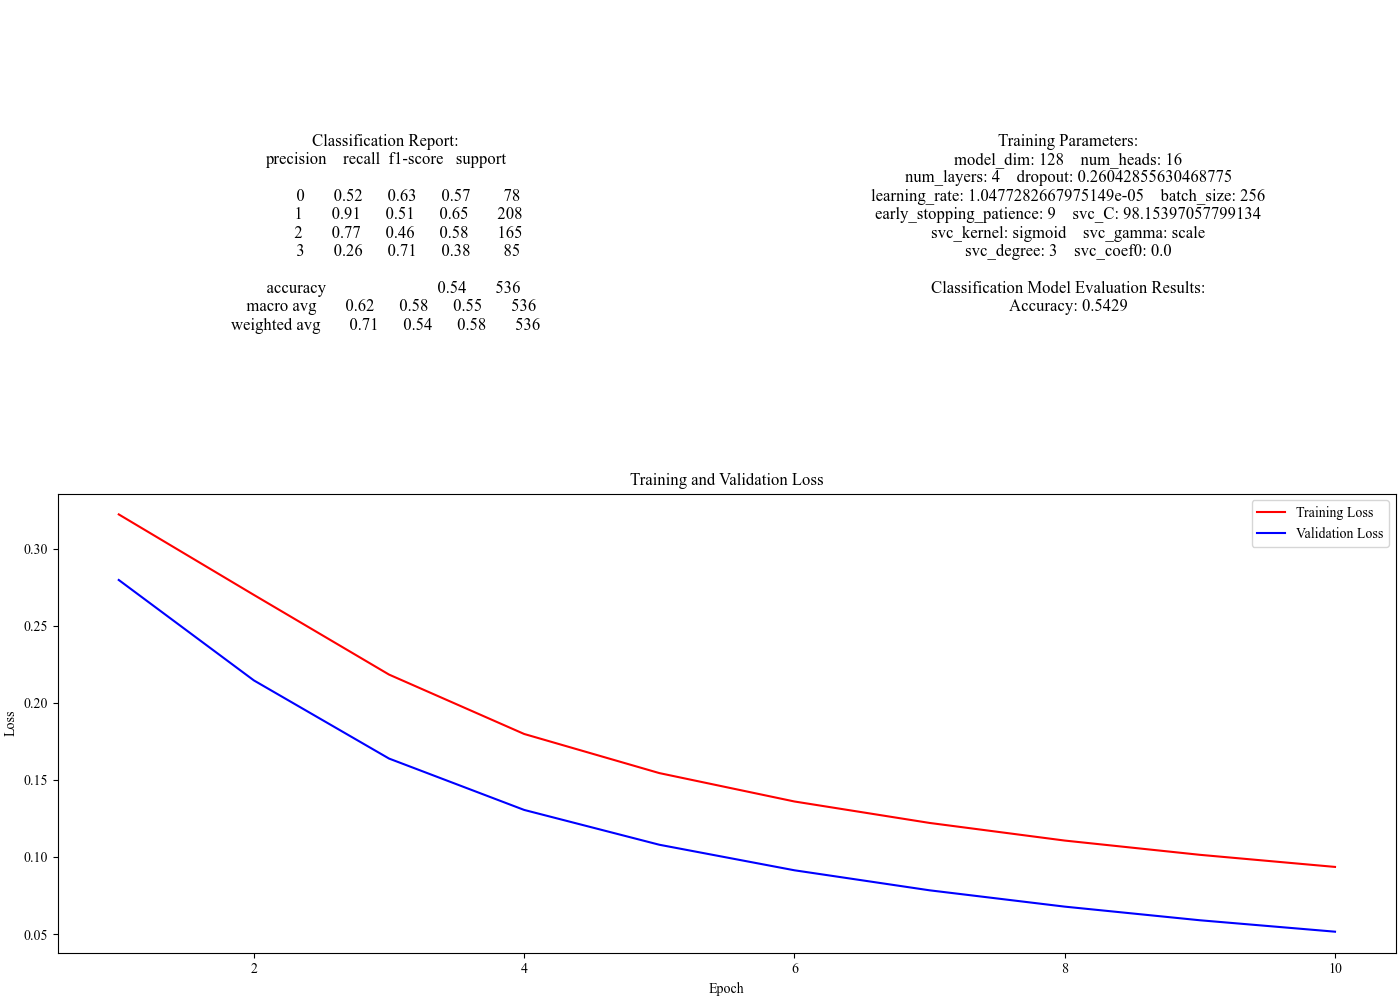 Classification Report:
precision recall f1-score support
0 0.52 0.63 0.57 78
1 0.91 0.51 0.65 208
2 0.77 0.46 0.58 165
3 0.26 0.71 0.38 85
accuracy 0.54 536
macro avg 0.62 0.58 0.55 536
weighted avg 0.71 0.54 0.58 536
Training Parameters:
model_dim: 128 num_heads: 16
num_layers: 4 dropout: 0.26042855630468775
learning_rate: 1.0477282667975149e-05 batch_size: 256
early_stopping_patience: 9 svc_C: 98.15397057799134
svc_kernel: sigmoid svc_gamma: scale
svc_degree: 3 svc_coef0: 0.0
Classification Model Evaluation Results:
Accuracy: 0.5429
Training and Validation Loss
Training Loss
Validation Loss
Loss
0.30
0.25
0.20
0.15
0.10
0.05
2 4 6 8 10
Epoch